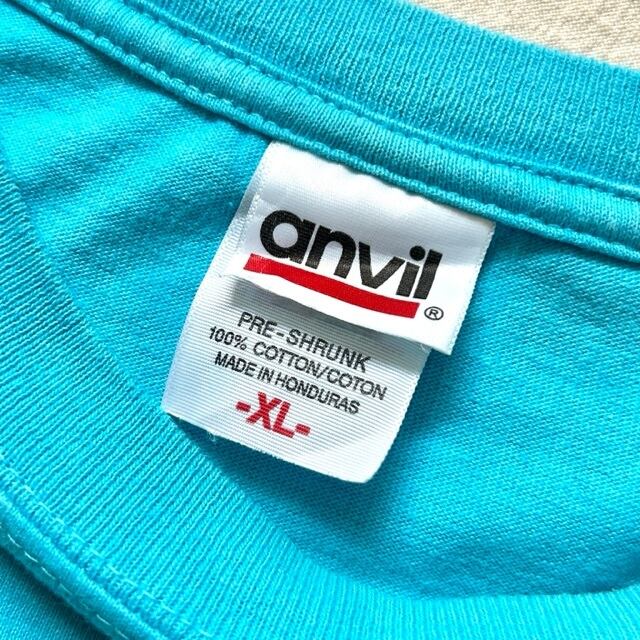 anvil®
PRE-SHRUNK
100% COTTON/COTON
MADE IN HONDURAS
-XL-